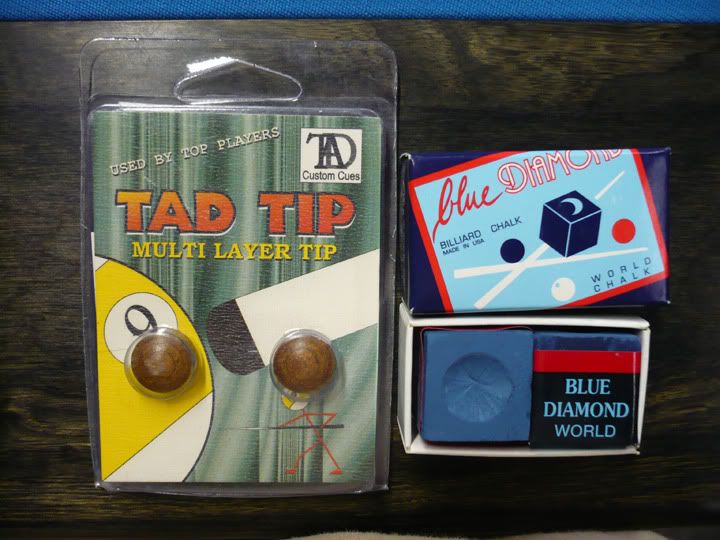 USED BY TOP PLAYERS
TAD
Custom Cues
TAD TIP
MULTI LAYER TIP
9
blue DIAMOND
BILLIARD CHALK
MADE IN USA
WORLD
CHALK
BLUE
DIAMOND
WORLD